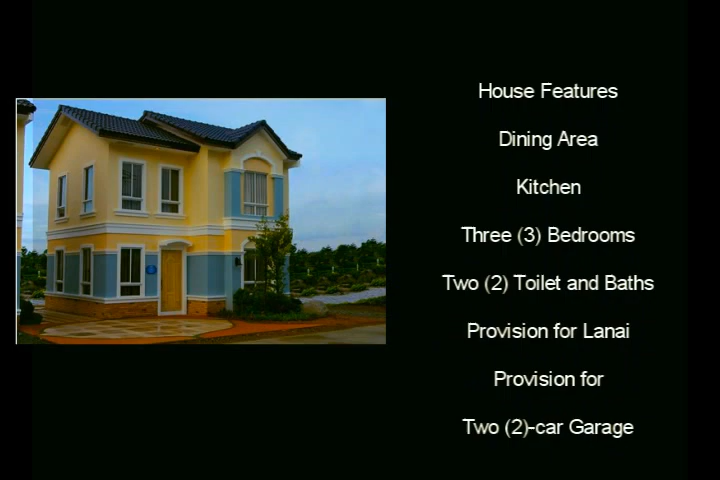 House Features
Dining Area
Kitchen
Three (3) Bedrooms
Two (2) Toilet and Baths
Provision for Lanai
Provision for
Two (2)-car Garage